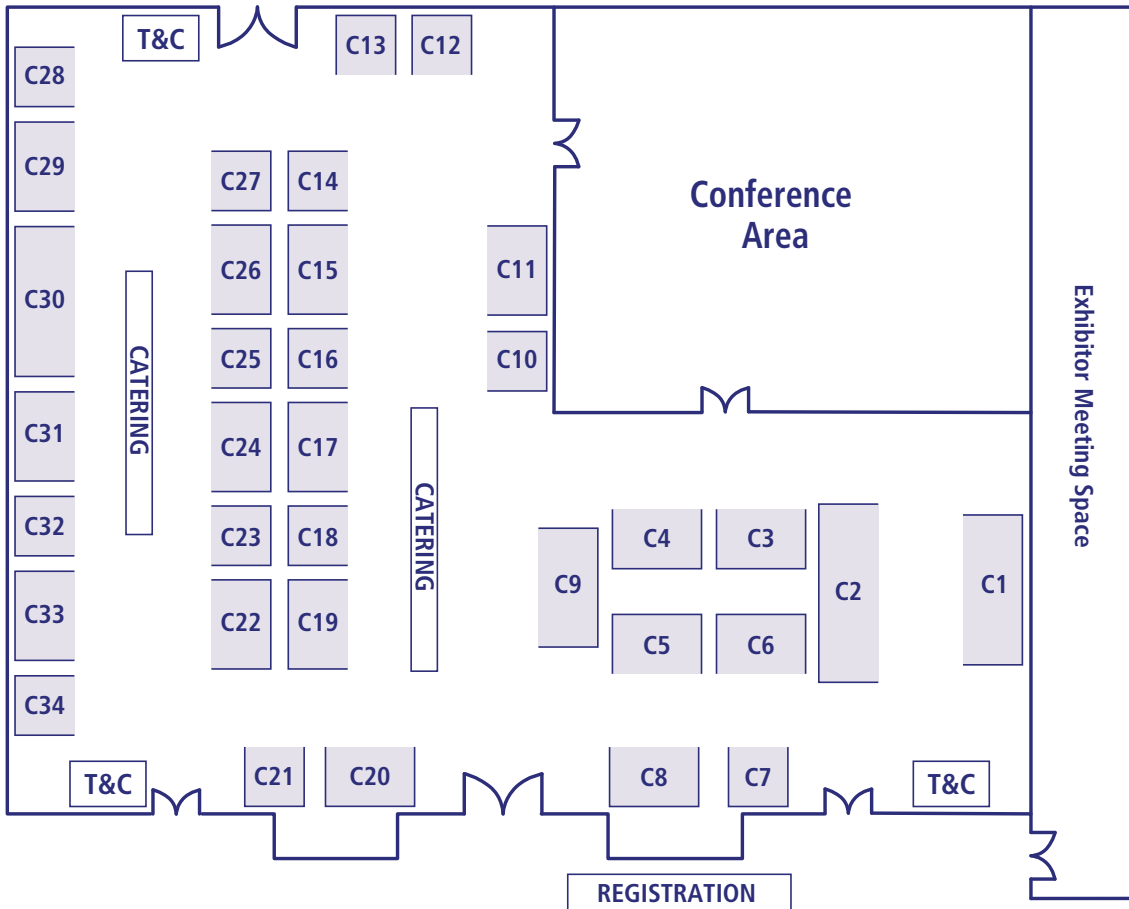 T&C
C13
C12
C28
C29
C27
C14
Conference
Area
C26
C15
C11
C30
Exhibitor Meeting Space
C25
C16
C10
CATERING
C31
C24
C17
CATERING
C32
C23
C18
C4
C3
C9
C2
C1
C33
C22
C19
C5
C6
C34
T&C
C21
C20
C8
C7
T&C
REGISTRATION